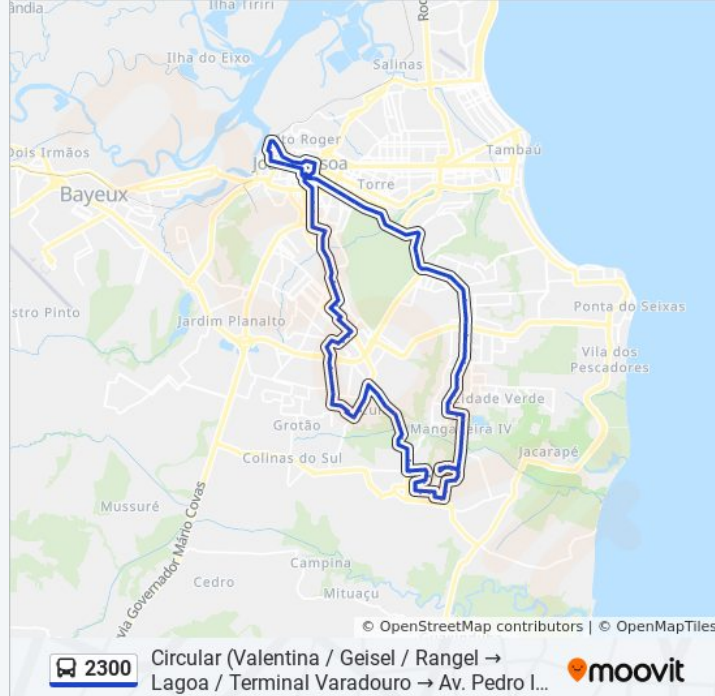 Ilha Tiriri
Ilha do Eixo
Salinas
Roger
Dois Irmãos
Tambaú
Torre
Bayeux
Ponta do Seixas
Jardim Planalto
Vila dos
Pescadores
Cidade Verde
Grotão
Mangabeira IV
Jacarapé
Colinas do Sul
Mussuré
via Governador Mário Covas
Campina
Cedro
Mituaçu
© OpenStreetMap contributors | © OpenMapTiles
2300
Circular (Valentina / Geisel / Rangel →
Lagoa / Terminal Varadouro → Av. Pedro I...
moovit